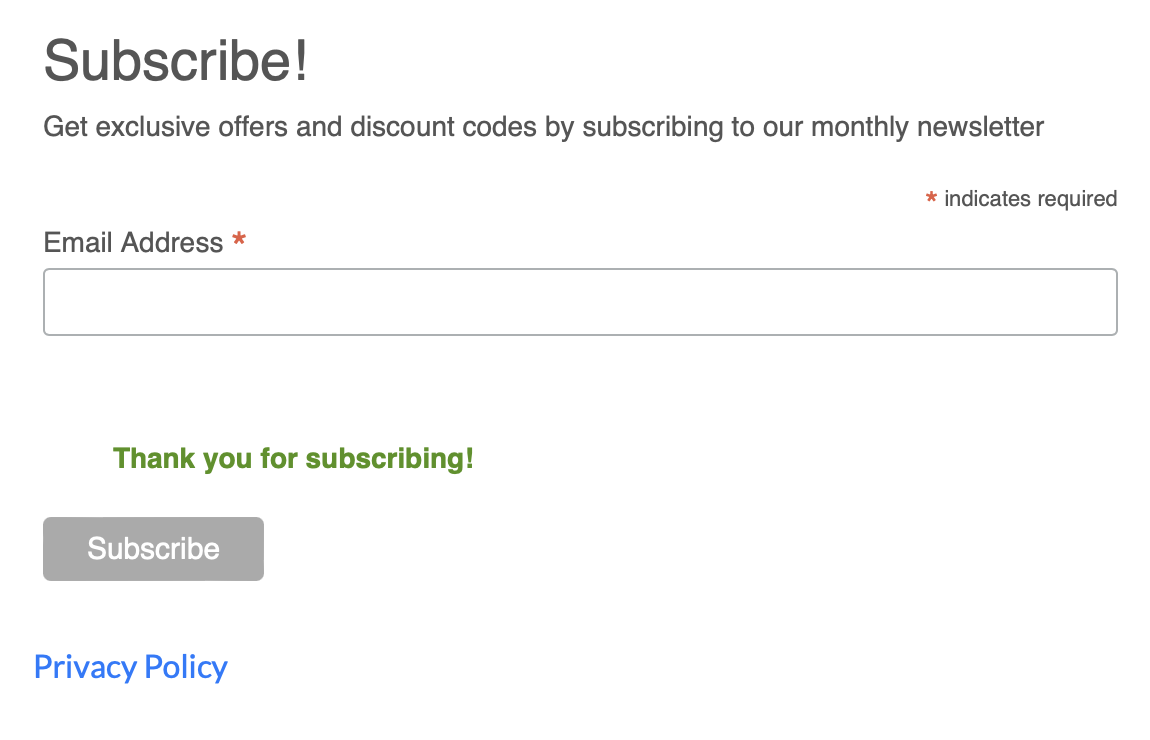 Subscribe!
Get exclusive offers and discount codes by subscribing to our monthly newsletter
* indicates required
Email Address *
Thank you for subscribing!
Subscribe
Privacy Policy